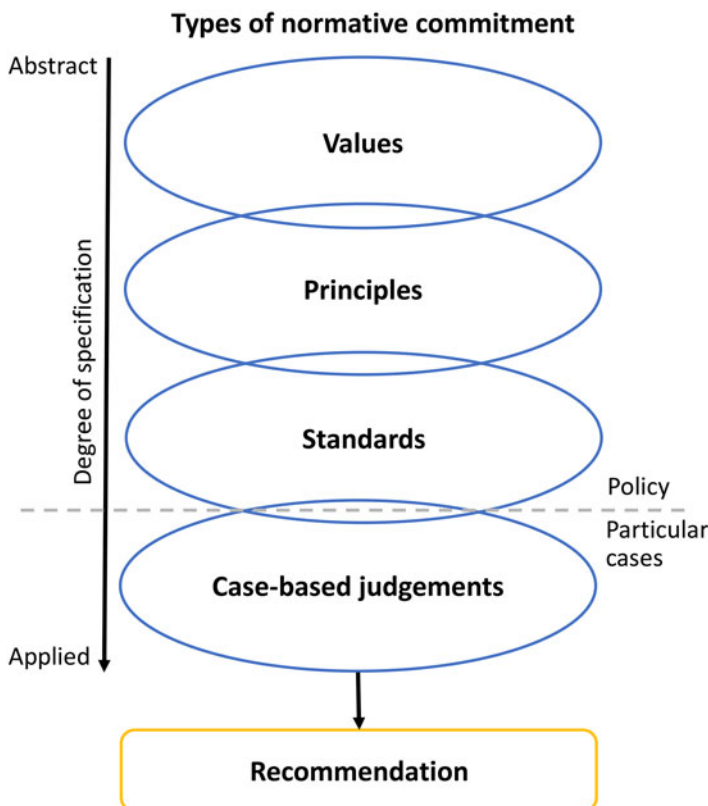 Types of normative commitment
Abstract
Values
Principles
Degree of specification
Standards
Policy
Particular
cases
Case-based judgements
Applied
Recommendation